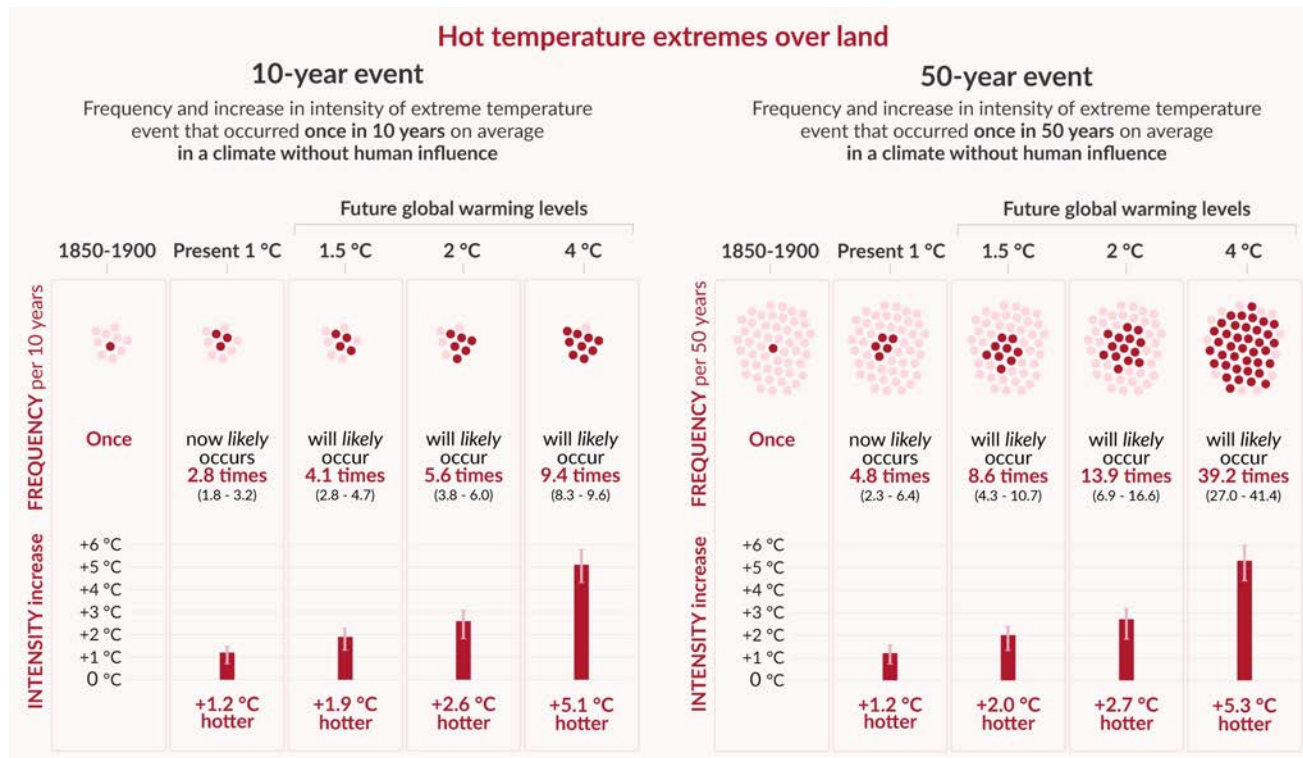 Hot temperature extremes over land
10-year event
Frequency and increase in intensity of extreme temperature
event that occurred once in 10 years on average
in a climate without human influence
Future global warming levels
1850-1900
Present 1 °C
1.5 °C
2 °C
4 °C
FREQUENCY per 10 years
Once
now likely
occurs
2.8 times
(1.8 - 3.2)
will likely
occur
4.1 times
(2.8 - 4.7)
will likely
occur
5.6 times
(3.8 - 6.0)
will likely
occur
9.4 times
(8.3 - 9.6)
INTENSITY increase
+6 °C
+5 °C
+4 °C
+3 °C
+2 °C
+1 °C
0 °C
+1.2 °C
hotter
+1.9 °C
hotter
+2.6 °C
hotter
+5.1 °C
hotter
50-year event
Frequency and increase in intensity of extreme temperature
event that occurred once in 50 years on average
in a climate without human influence
Future global warming levels
1850-1900
Present 1 °C
1.5 °C
2 °C
4 °C
FREQUENCY per 50 years
Once
now likely
occurs
4.8 times
(2.3 - 6.4)
will likely
occur
8.6 times
(4.3 - 10.7)
will likely
occur
13.9 times
(6.9 - 16.6)
will likely
occur
39.2 times
(27.0 - 41.4)
INTENSITY increase
+6 °C
+5 °C
+4 °C
+3 °C
+2 °C
+1 °C
0 °C
+1.2 °C
hotter
+2.0 °C
hotter
+2.7 °C
hotter
+5.3 °C
hotter